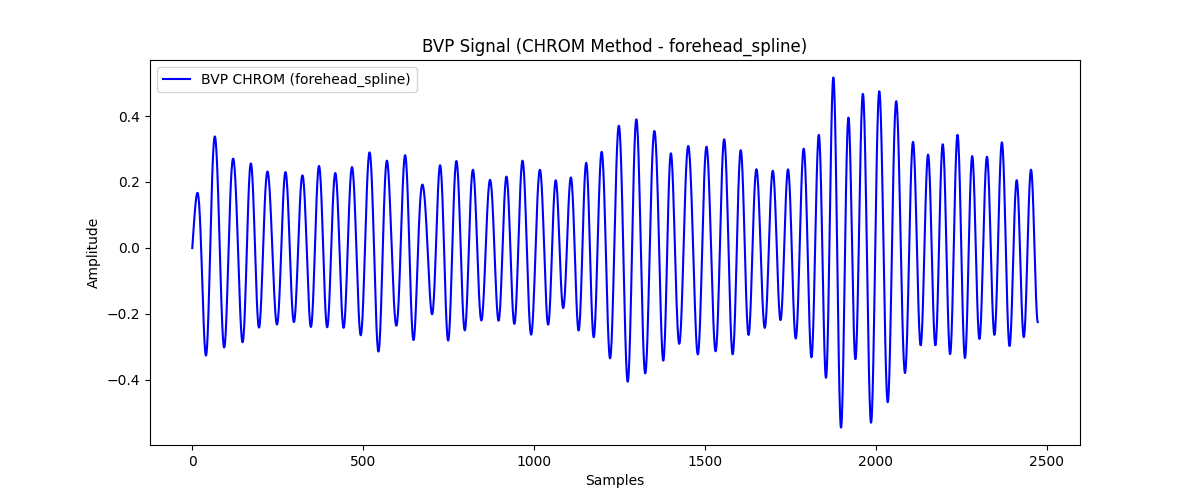 BVP Signal (CHROM Method - forehead_spline)
BVP CHROM (forehead_spline)
0.4
0.2
0.0
−0.2
−0.4
Amplitude
0 500 1000 1500 2000 2500
Samples